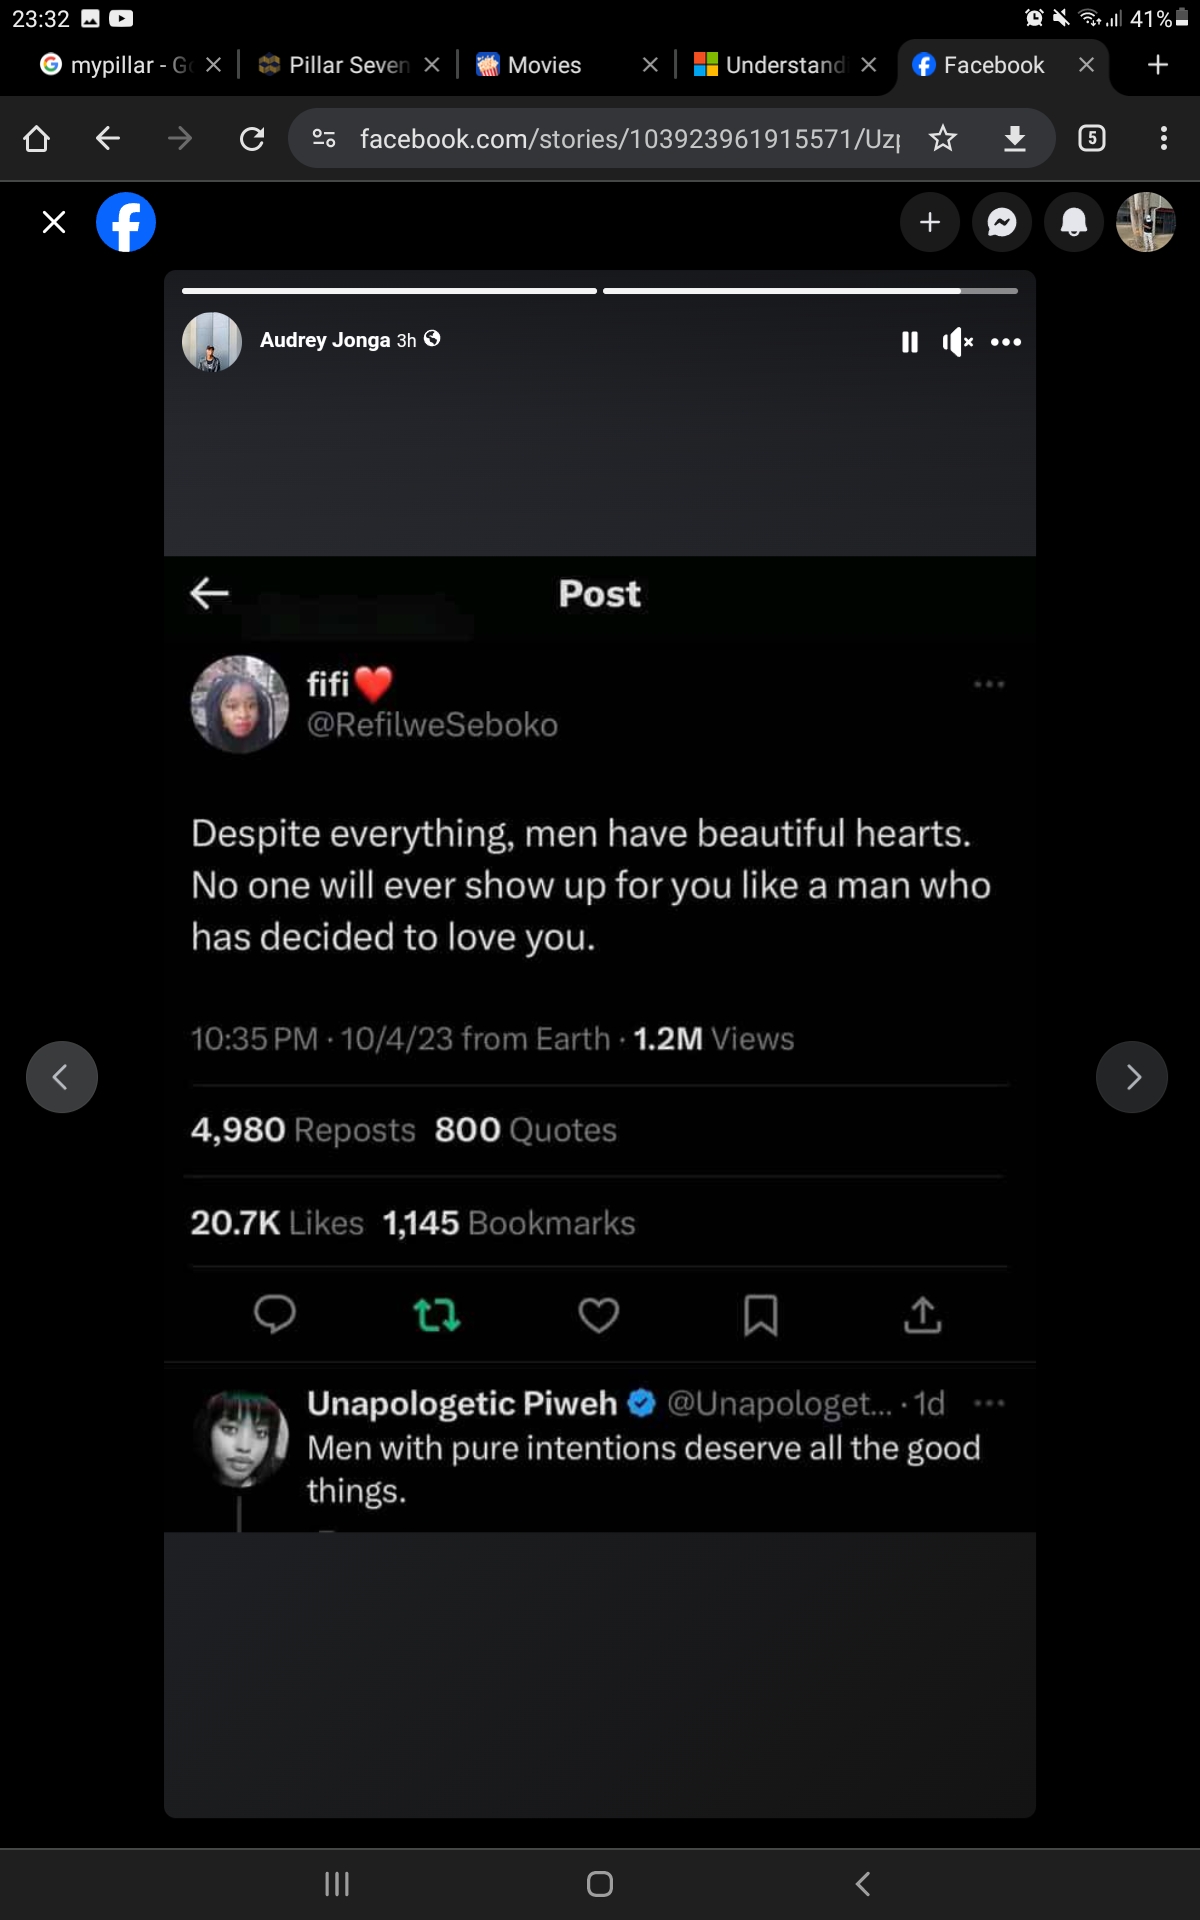 23:32 41%
mypillar - G Pillar Seven Movies Understand Facebook
facebook.com/stories/103923961915571/Uz 5
Audrey Jonga 3h
Post
fifi❤️
@RefilweSeboko
Despite everything, men have beautiful hearts.
No one will ever show up for you like a man who
has decided to love you.
10:35 PM · 10/4/23 from Earth · 1.2M Views
4,980 Reposts 800 Quotes
20.7K Likes 1,145 Bookmarks
Unapologetic Piweh @Unapologet... · 1d
Men with pure intentions deserve all the good
things.